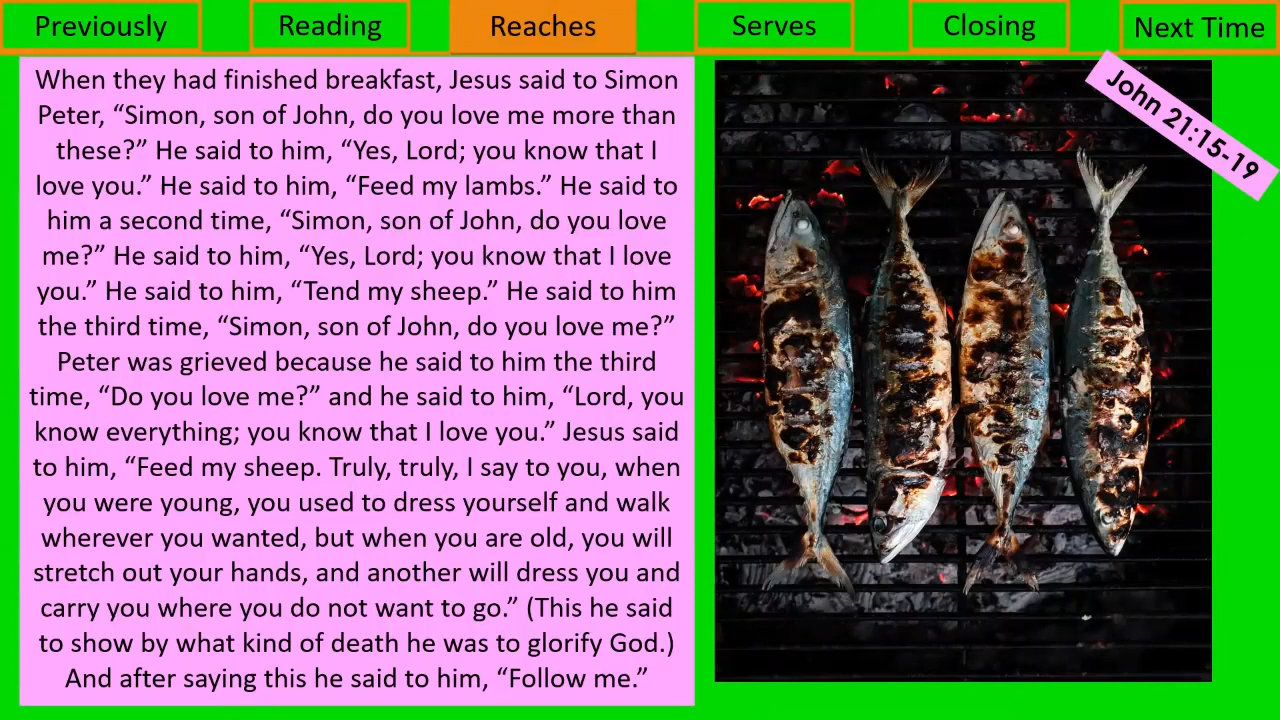 Previously
Reading
Reaches
Serves
Closing
Next Time
When they had finished breakfast, Jesus said to Simon
Peter, “Simon, son of John, do you love me more than
these?” He said to him, “Yes, Lord; you know that I
love you.” He said to him, “Feed my lambs.” He said to
him a second time, “Simon, son of John, do you love
me?” He said to him, “Yes, Lord; you know that I love
you.” He said to him, “Tend my sheep.” He said to him
the third time, “Simon, son of John, do you love me?”
Peter was grieved because he said to him the third
time, “Do you love me?” and he said to him, “Lord, you
know everything; you know that I love you.” Jesus said
to him, “Feed my sheep. Truly, truly, I say to you, when
you were young, you used to dress yourself and walk
wherever you wanted, but when you are old, you will
stretch out your hands, and another will dress you and
carry you where you do not want to go.” (This he said
to show by what kind of death he was to glorify God.)
And after saying this he said to him, “Follow me.”
John 21:15-19